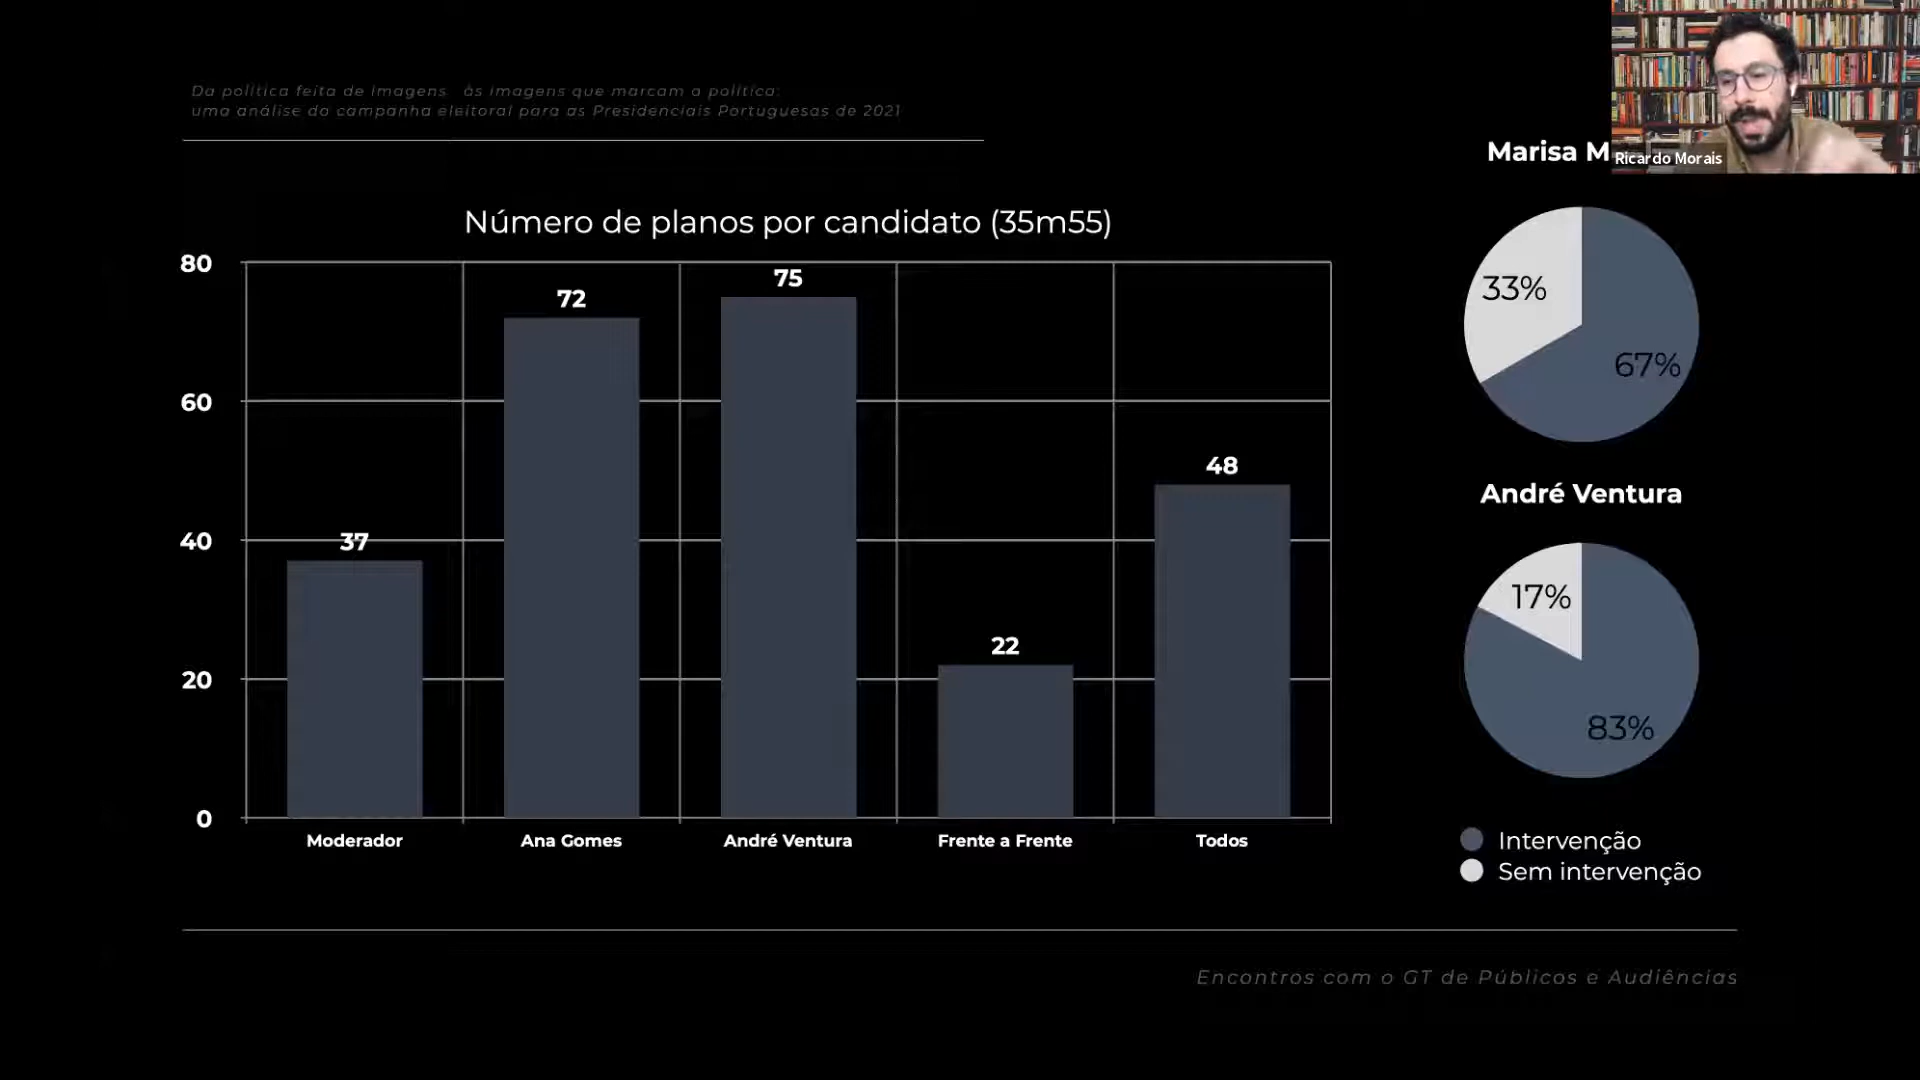 Da política feita de imagens às imagens que marcam a política:
uma análise da campanha eleitoral para as Presidenciais Portuguesas de 2021
Ricardo Morais
Marisa M
Número de planos por candidato (35m55)
80
60
40
20
0
37
72
75
22
48
Moderador
Ana Gomes
André Ventura
Frente a Frente
Todos
33%
67%
André Ventura
17%
83%
Intervenção
Sem intervenção
Encontros com o GT de Públicos e Audiências